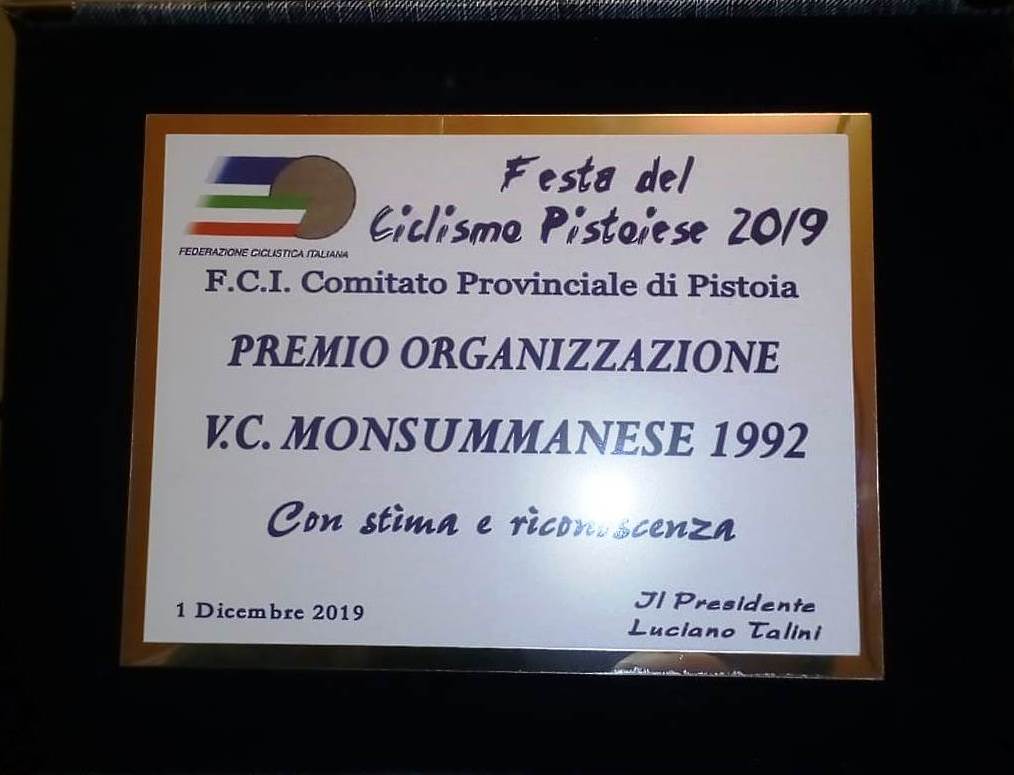 Festa del
Ciclismo Pistoiese 2019
FEDERAZIONE CICLISTICA ITALIANA
F.C.I. Comitato Provinciale di Pistoia
PREMIO ORGANIZZAZIONE
V.C. MONSUMMANESE 1992
Con stima e riconoscenza
1 Dicembre 2019
Il Presidente
Luciano Talini